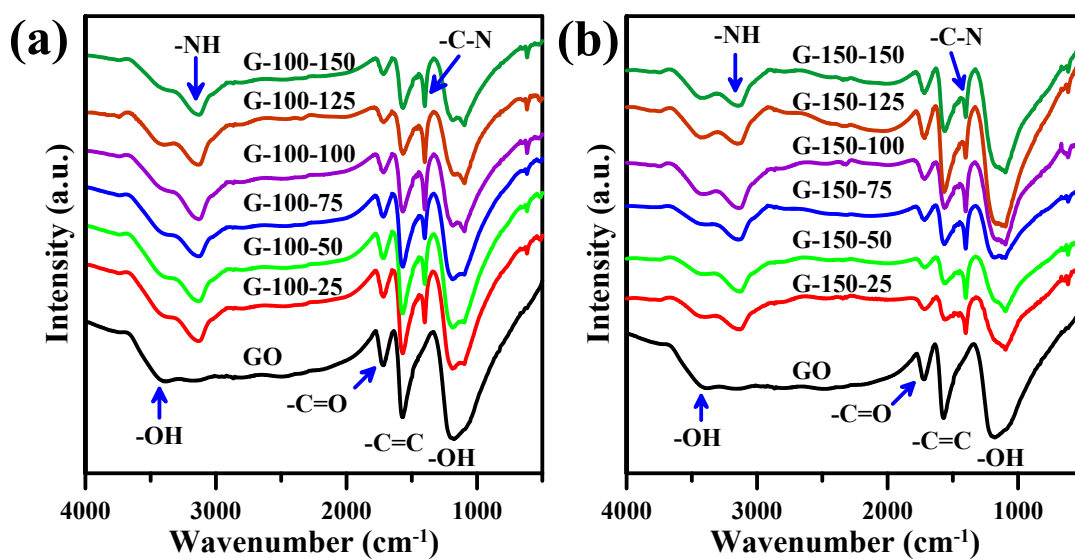 (a)
-NH
-C-N
G-100-150
G-100-125
G-100-100
G-100-75
G-100-50
G-100-25
GO
-C=O
-OH
-C=C
-OH
Intensity (a.u.)
4000 3000 2000 1000
Wavenumber (cm-1)
(b)
-NH
-C-N
G-150-150
G-150-125
G-150-100
G-150-75
G-150-50
G-150-25
GO
-C=O
-OH
-C=C
-OH
Intensity (a.u.)
4000 3000 2000 1000
Wavenumber (cm-1)